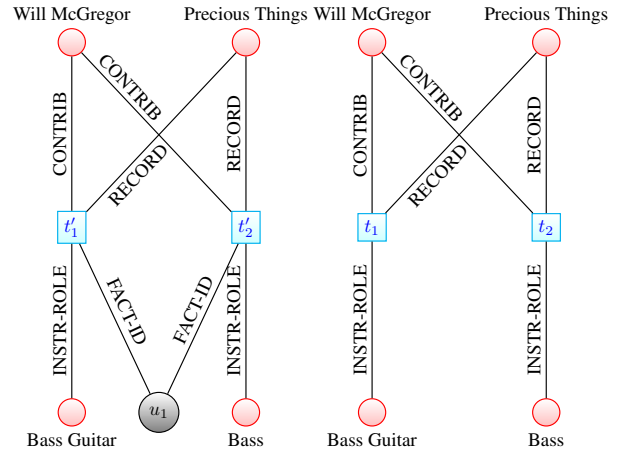 Will McGregor
Precious Things
Will McGregor
Precious Things
CONTRIB
CONTRIB
RECORD
RECORD
CONTRIB
CONTRIB
RECORD
RECORD
t′1
t′2
t1
t2
INSTR-ROLE
FACT-ID
FACT-ID
INSTR-ROLE
INSTR-ROLE
INSTR-ROLE
u1
Bass Guitar
Bass
Bass Guitar
Bass